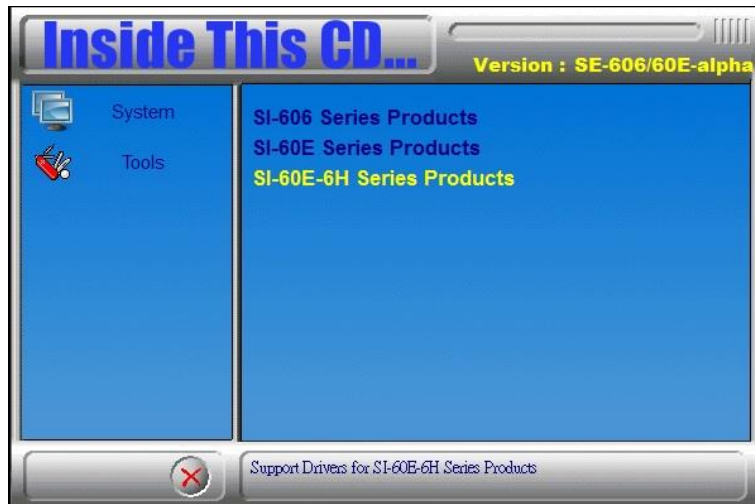 Inside This CD...
Version : SE-606/60E-alpha
System
Tools
SI-606 Series Products
SI-60E Series Products
SI-60E-6H Series Products
Support Drivers for SI-60E-6H Series Products